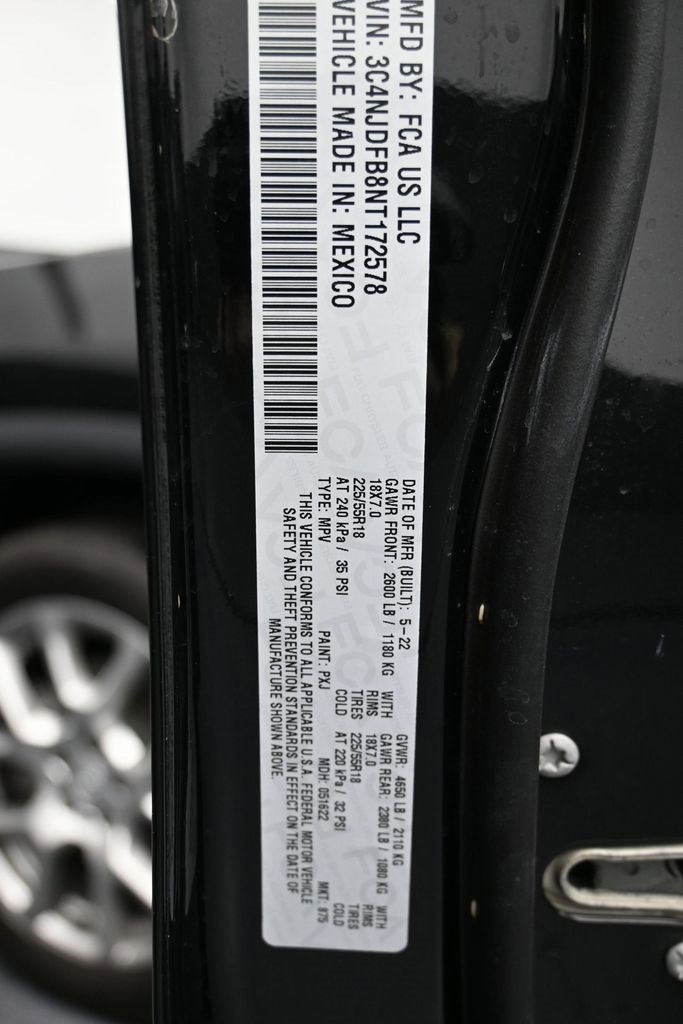 MFD BY: FCA US LLC
VIN: 3C4NJDFB8NT172578
VEHICLE MADE IN: MEXICO
DATE OF MFR (BUILT): 5-22 GVWR: 4650 LB / 2110 KG
GAWR FRONT: 2600 LB / 1180 KG WITH GAWR REAR: 2380 LB / 1080 KG WITH
18X7.0 RIMS 18X7.0 RIMS
225/55R18 TIRES 225/55R18 TIRES
AT 240 kPa / 35 PSI COLD AT 220 kPa / 32 PSI COLD
TYPE: MPV PAINT: PXJ MDH: 051622 MKT: 875
THIS VEHICLE CONFORMS TO ALL APPLICABLE U.S.A. FEDERAL MOTOR VEHICLE
SAFETY AND THEFT PREVENTION STANDARDS IN EFFECT ON THE DATE OF
MANUFACTURE SHOWN ABOVE.